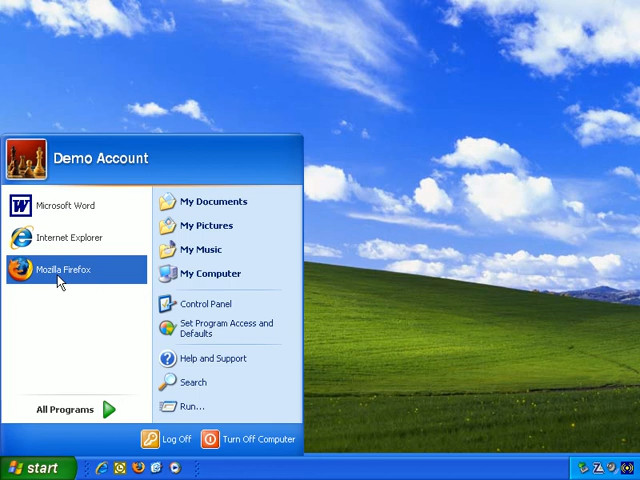 Demo Account
Microsoft Word
Internet Explorer
Mozilla Firefox
All Programs
My Documents
My Pictures
My Music
My Computer
Control Panel
Set Program Access and
Defaults
Help and Support
Search
Run...
Log Off
Turn Off Computer
start